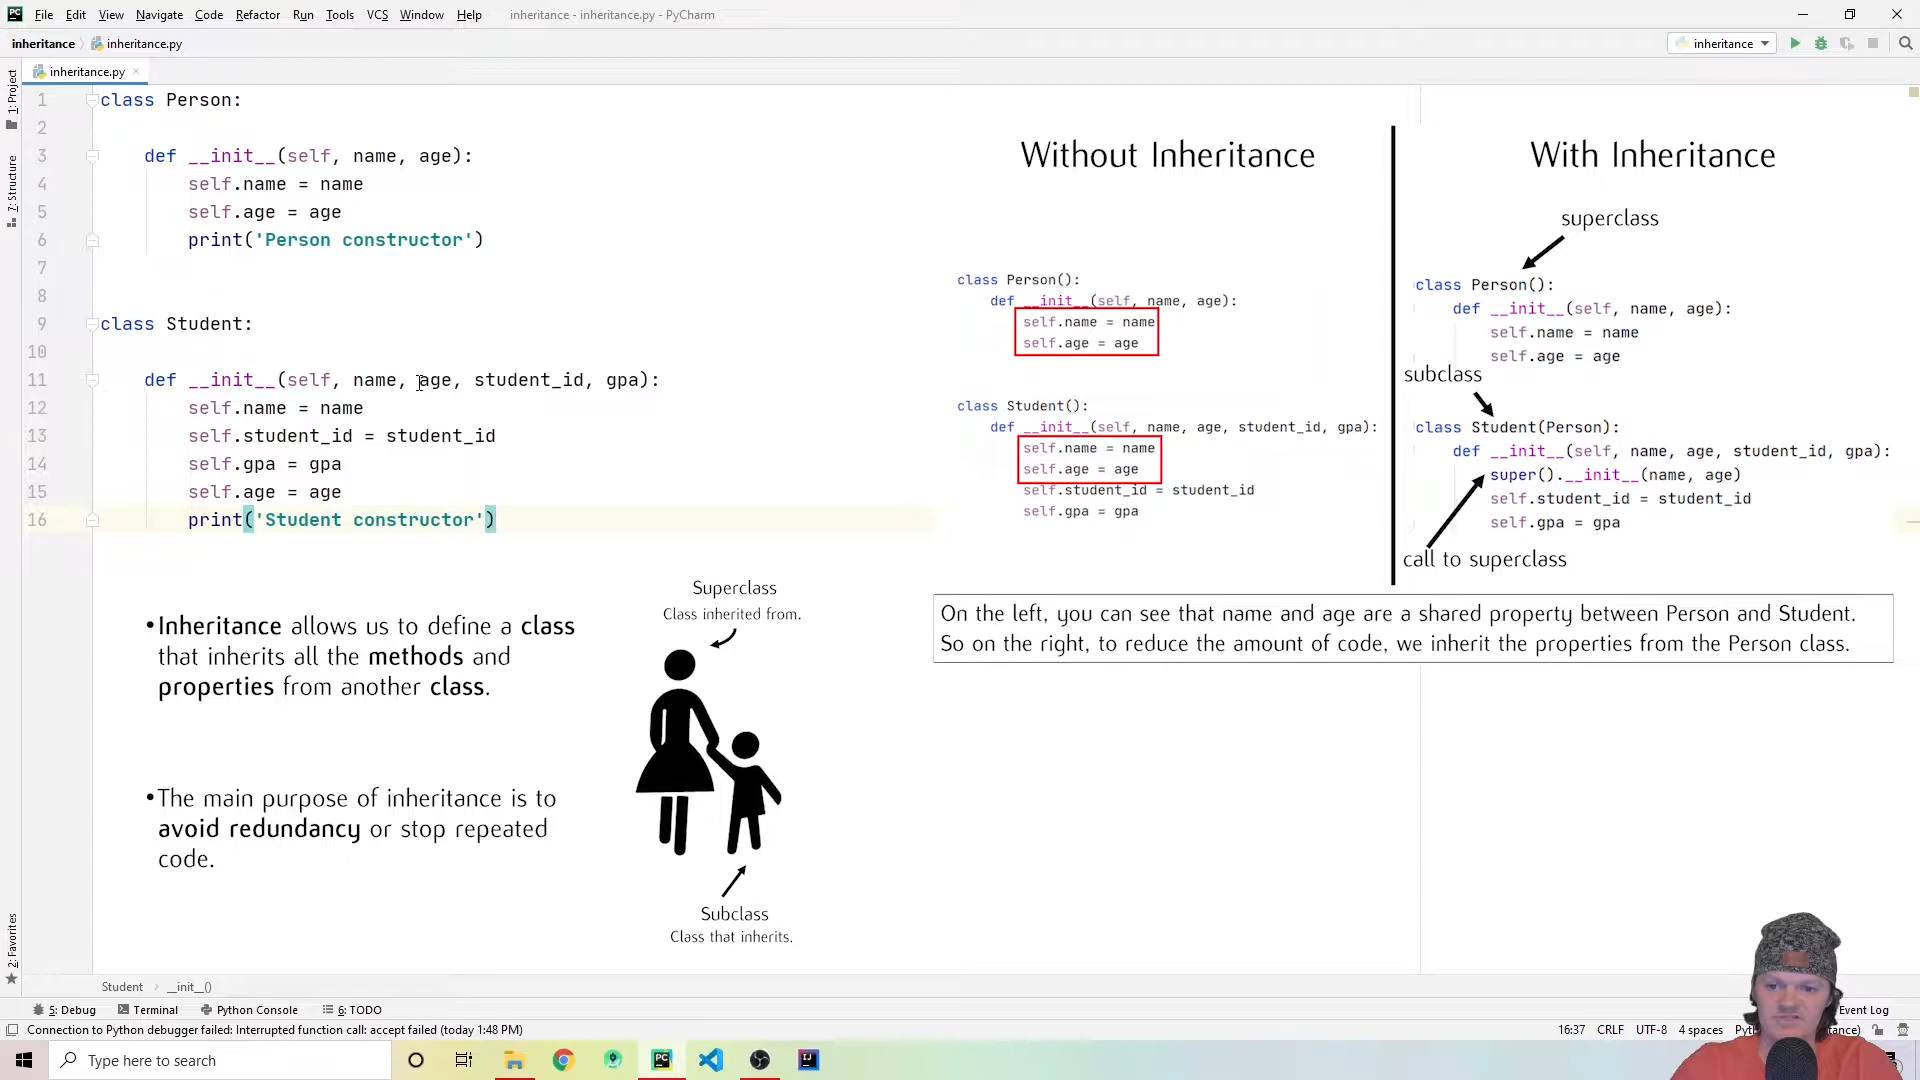 File Edit View Navigate Code Refactor Run Tools VCS Window Help inheritance - inheritance.py - PyCharm
inheritance inheritance.py inheritance
inheritance.py
1: Project
7: Structure
2: Favorites
1 class Person:
2
3 def __init__(self, name, age):
4 self.name = name
5 self.age = age
6 print('Person constructor')
7
8
9 class Student:
10
11 def __init__(self, name, age, student_id, gpa):
12 self.name = name
13 self.student_id = student_id
14 self.gpa = gpa
15 self.age = age
16 print('Student constructor')
•Inheritance allows us to define a class
that inherits all the methods and
properties from another class.
•The main purpose of inheritance is to
avoid redundancy or stop repeated
code.
Superclass
Class inherited from.
Subclass
Class that inherits.
Without Inheritance
class Person():
def __init__(self, name, age):
self.name = name
self.age = age
class Student():
def __init__(self, name, age, student_id, gpa):
self.name = name
self.age = age
self.student_id = student_id
self.gpa = gpa
With Inheritance
superclass
class Person():
def __init__(self, name, age):
self.name = name
self.age = age
subclass
class Student(Person):
def __init__(self, name, age, student_id, gpa):
super().__init__(name, age)
self.student_id = student_id
self.gpa = gpa
call to superclass
On the left, you can see that name and age are a shared property between Person and Student.
So on the right, to reduce the amount of code, we inherit the properties from the Person class.
Student __init__()
5: Debug Terminal Python Console 6: TODO Event Log
Connection to Python debugger failed: Interrupted function call: accept failed (today 1:48 PM) 16:37 CRLF UTF-8 4 spaces
Type here to search